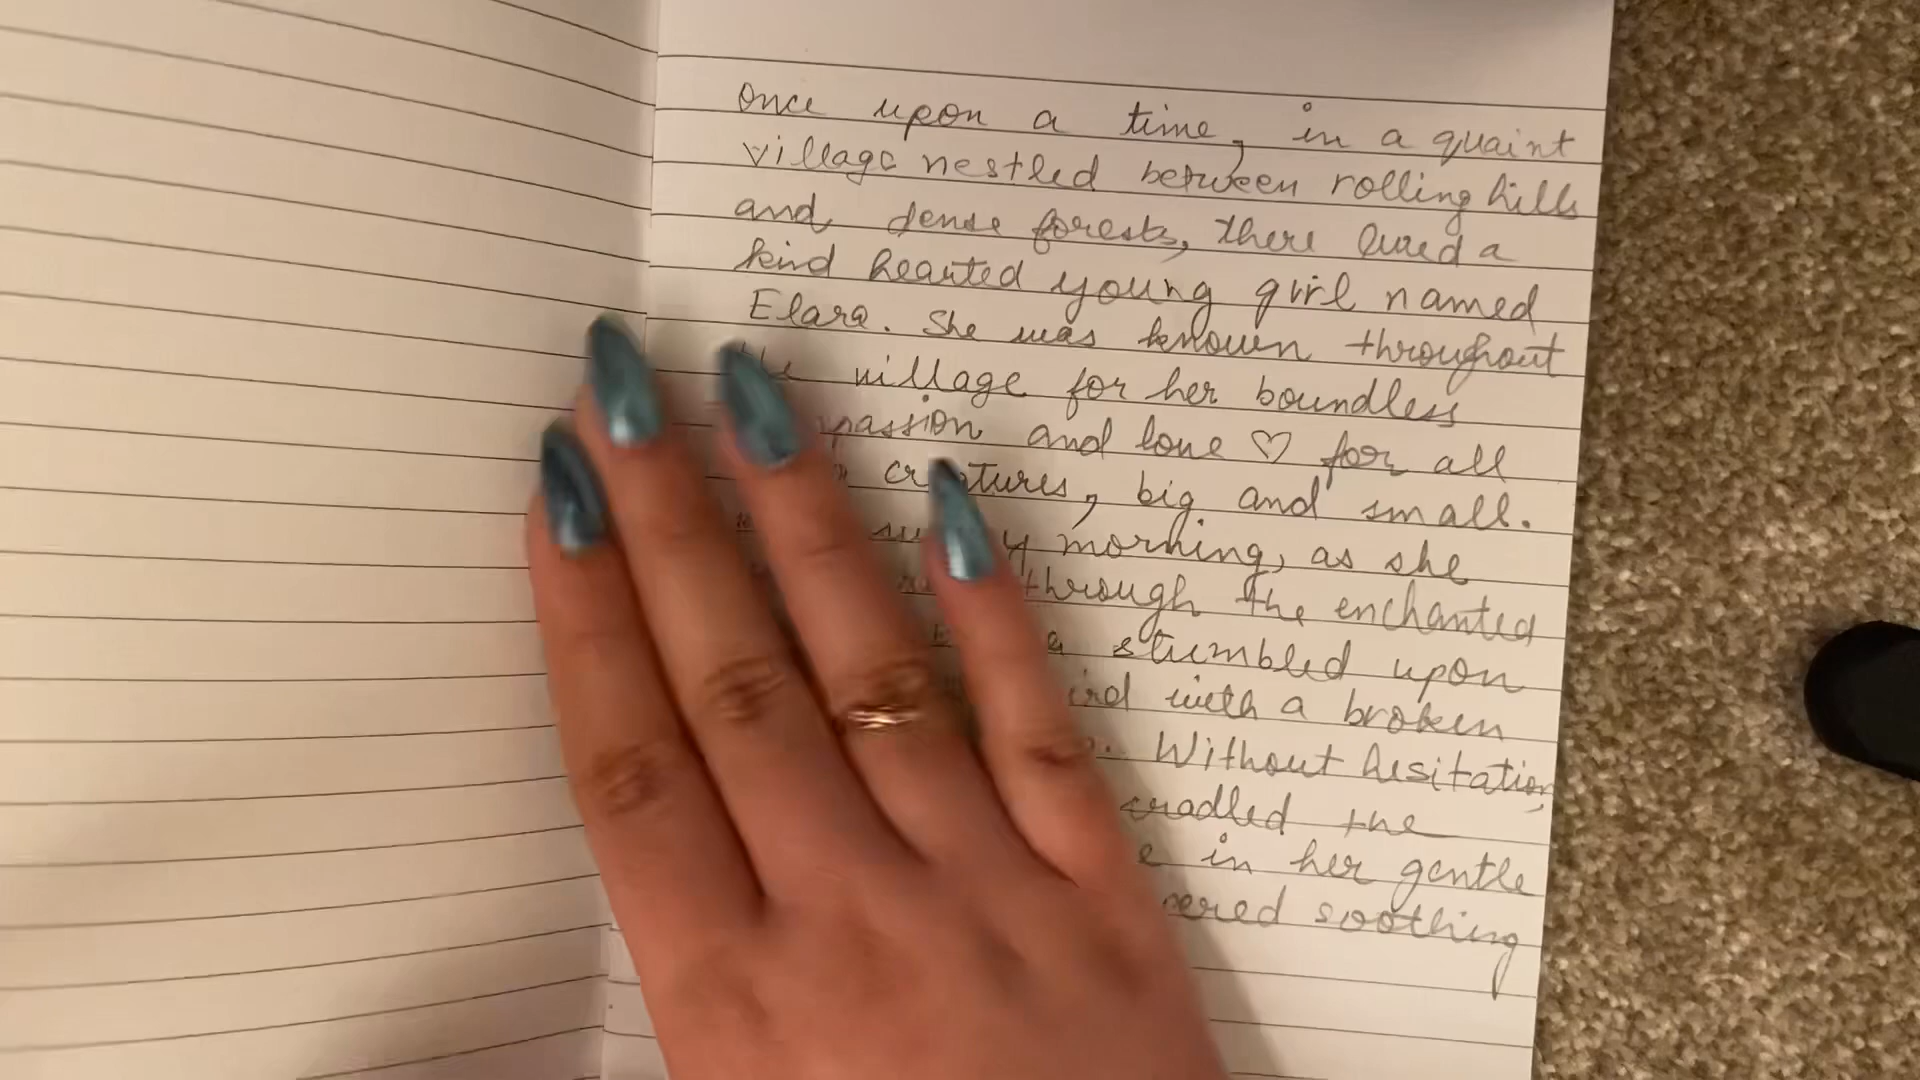 Once upon a time, in a quaint
village nestled between rolling hills
and dense forests, there lived a
kind hearted young girl named
Elara. She was known throughout
the village for her boundless
passion and love ♡ for all
creatures, big and small.
morning, as she
through the enchanted
stumbled upon
with a broken
Without hesitation,
cradled the
in her gentle
soothing